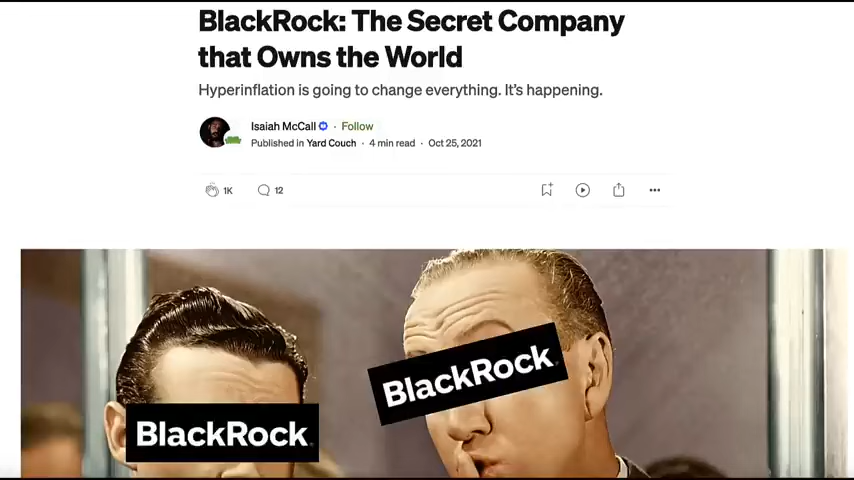 BlackRock: The Secret Company
that Owns the World
Hyperinflation is going to change everything. It's happening.
Isaiah McCall · Follow
Published in Yard Couch · 4 min read · Oct 25, 2021
1K 12
BlackRock
BlackRock